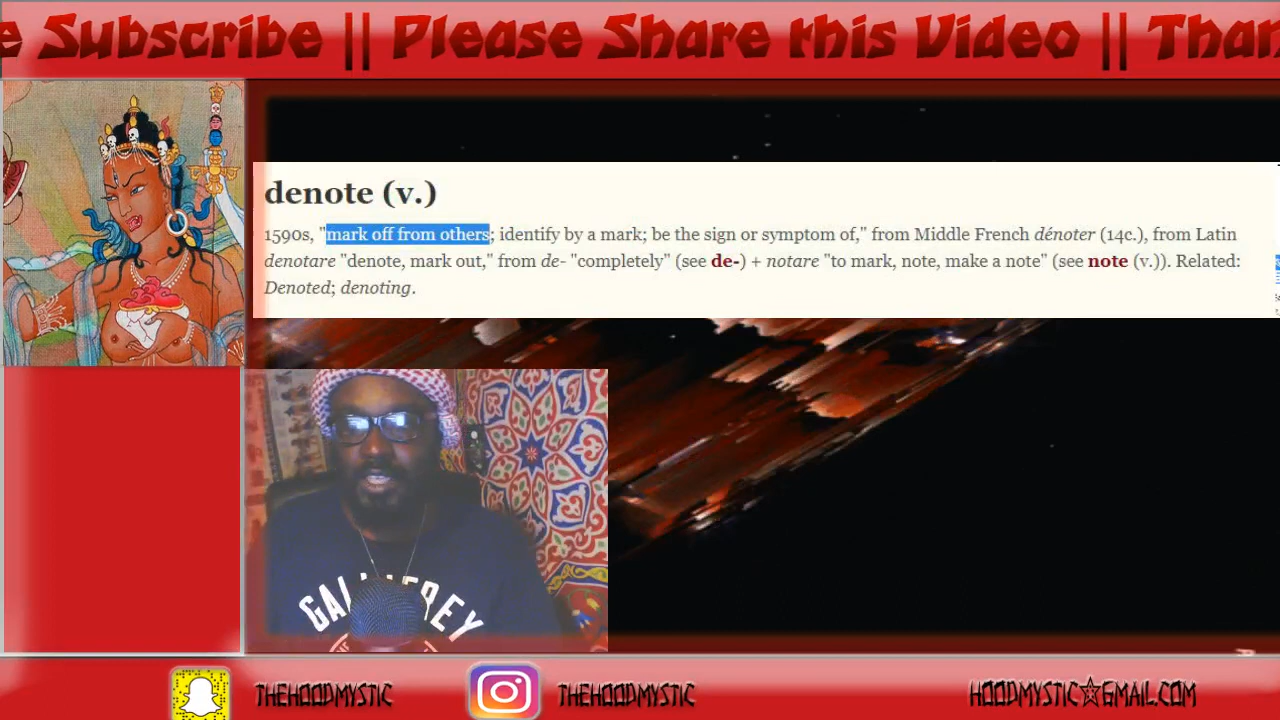 e Subscribe || Please Share this Video || Than
denote (v.)
1590s, "mark off from others; identify by a mark; be the sign or symptom of," from Middle French dénoter (14c.), from Latin
denotare "denote, mark out," from de- "completely" (see de-) + notare "to mark, note, make a note" (see note (v.)). Related:
Denoted; denoting.
GALLIFREY
THEHOODMYSTIC
THEHOODMYSTIC
HOODMYSTIC☆GMAIL.COM